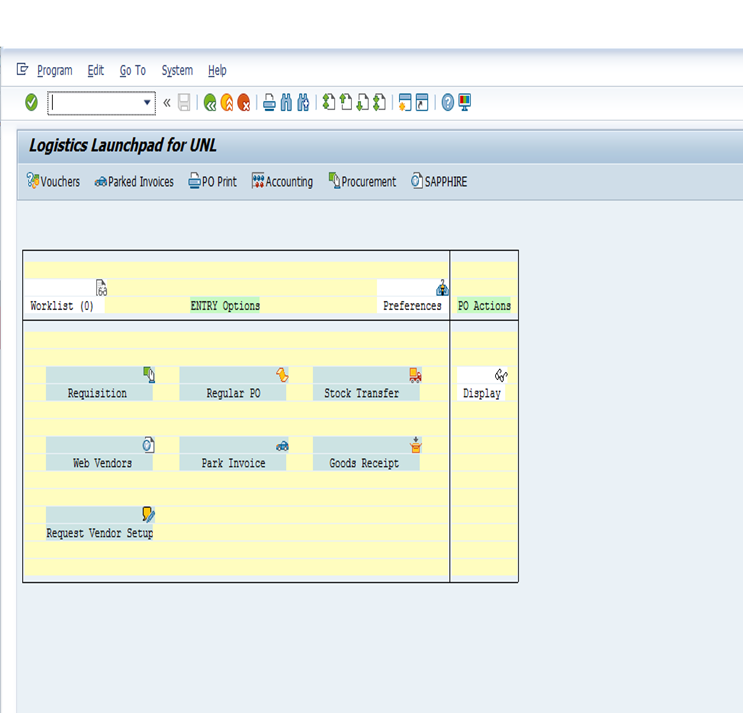 Program Edit Go To System Help
Logistics Launchpad for UNL
Vouchers Parked Invoices PO Print Accounting Procurement SAPPHIRE
Worklist (0) ENTRY Options Preferences PO Actions
Requisition Regular PO Stock Transfer Display
Web Vendors Park Invoice Goods Receipt
Request Vendor Setup